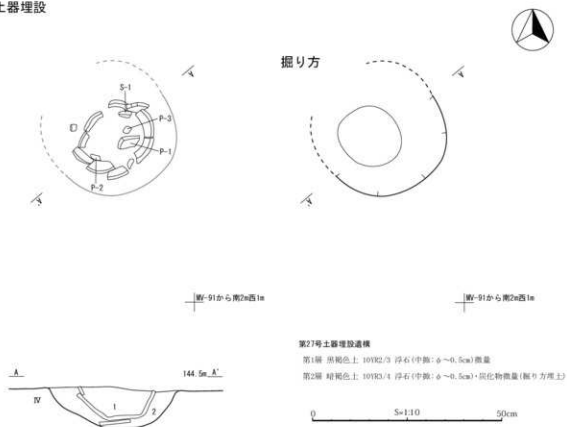 土器埋設
掘り方
S-1
P-3
P-1
P-2
A
A'
A
A'
MV-91から南2m西1m
MV-91から南2m西1m
A
144.5m A'
IV
1
2
第27号土器埋設遺構
第1層 黒褐色土 10YR2/3 浮石(中微:φ~0.5cm)微量
第2層 暗褐色土 10YR3/4 浮石(中微:φ~0.5cm)・炭化物微量(掘り方埋土)
0
S=1:10
50cm